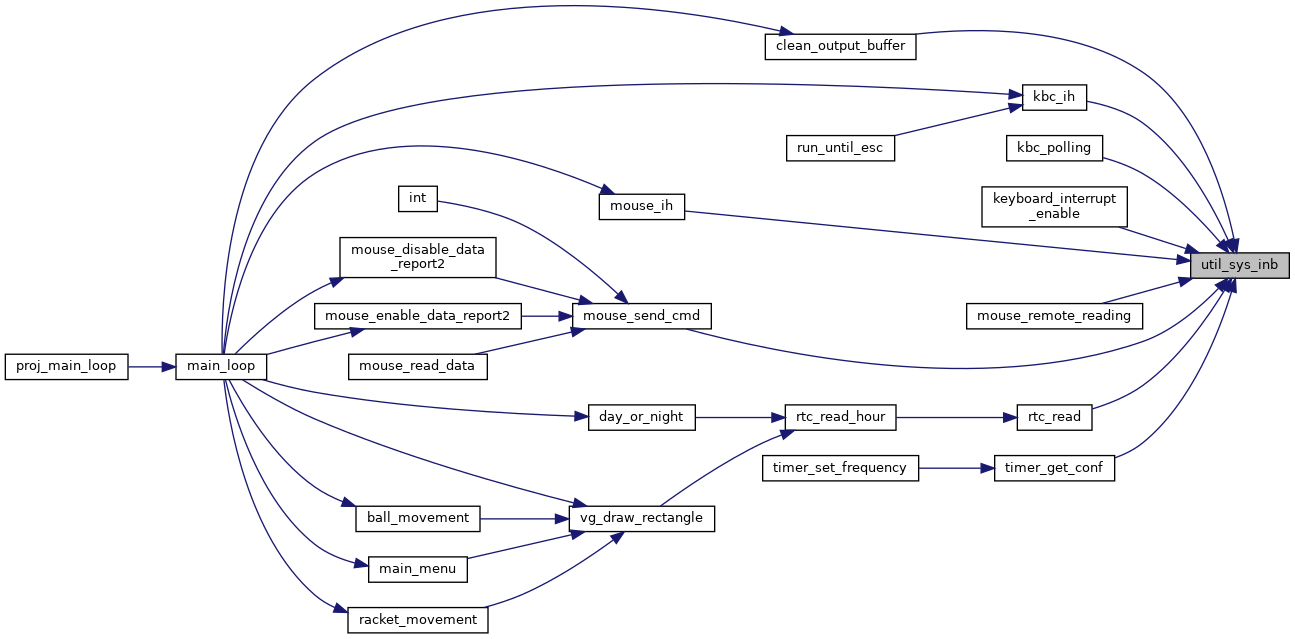 clean_output_buffer
kbc_ih
run_until_esc
kbc_polling
int
mouse_ih
keyboard_interrupt
_enable
mouse_disable_data
_report2
util_sys_inb
mouse_enable_data_report2
mouse_send_cmd
mouse_remote_reading
proj_main_loop
main_loop
mouse_read_data
day_or_night
rtc_read_hour
rtc_read
timer_set_frequency
timer_get_conf
ball_movement
vg_draw_rectangle
main_menu
racket_movement